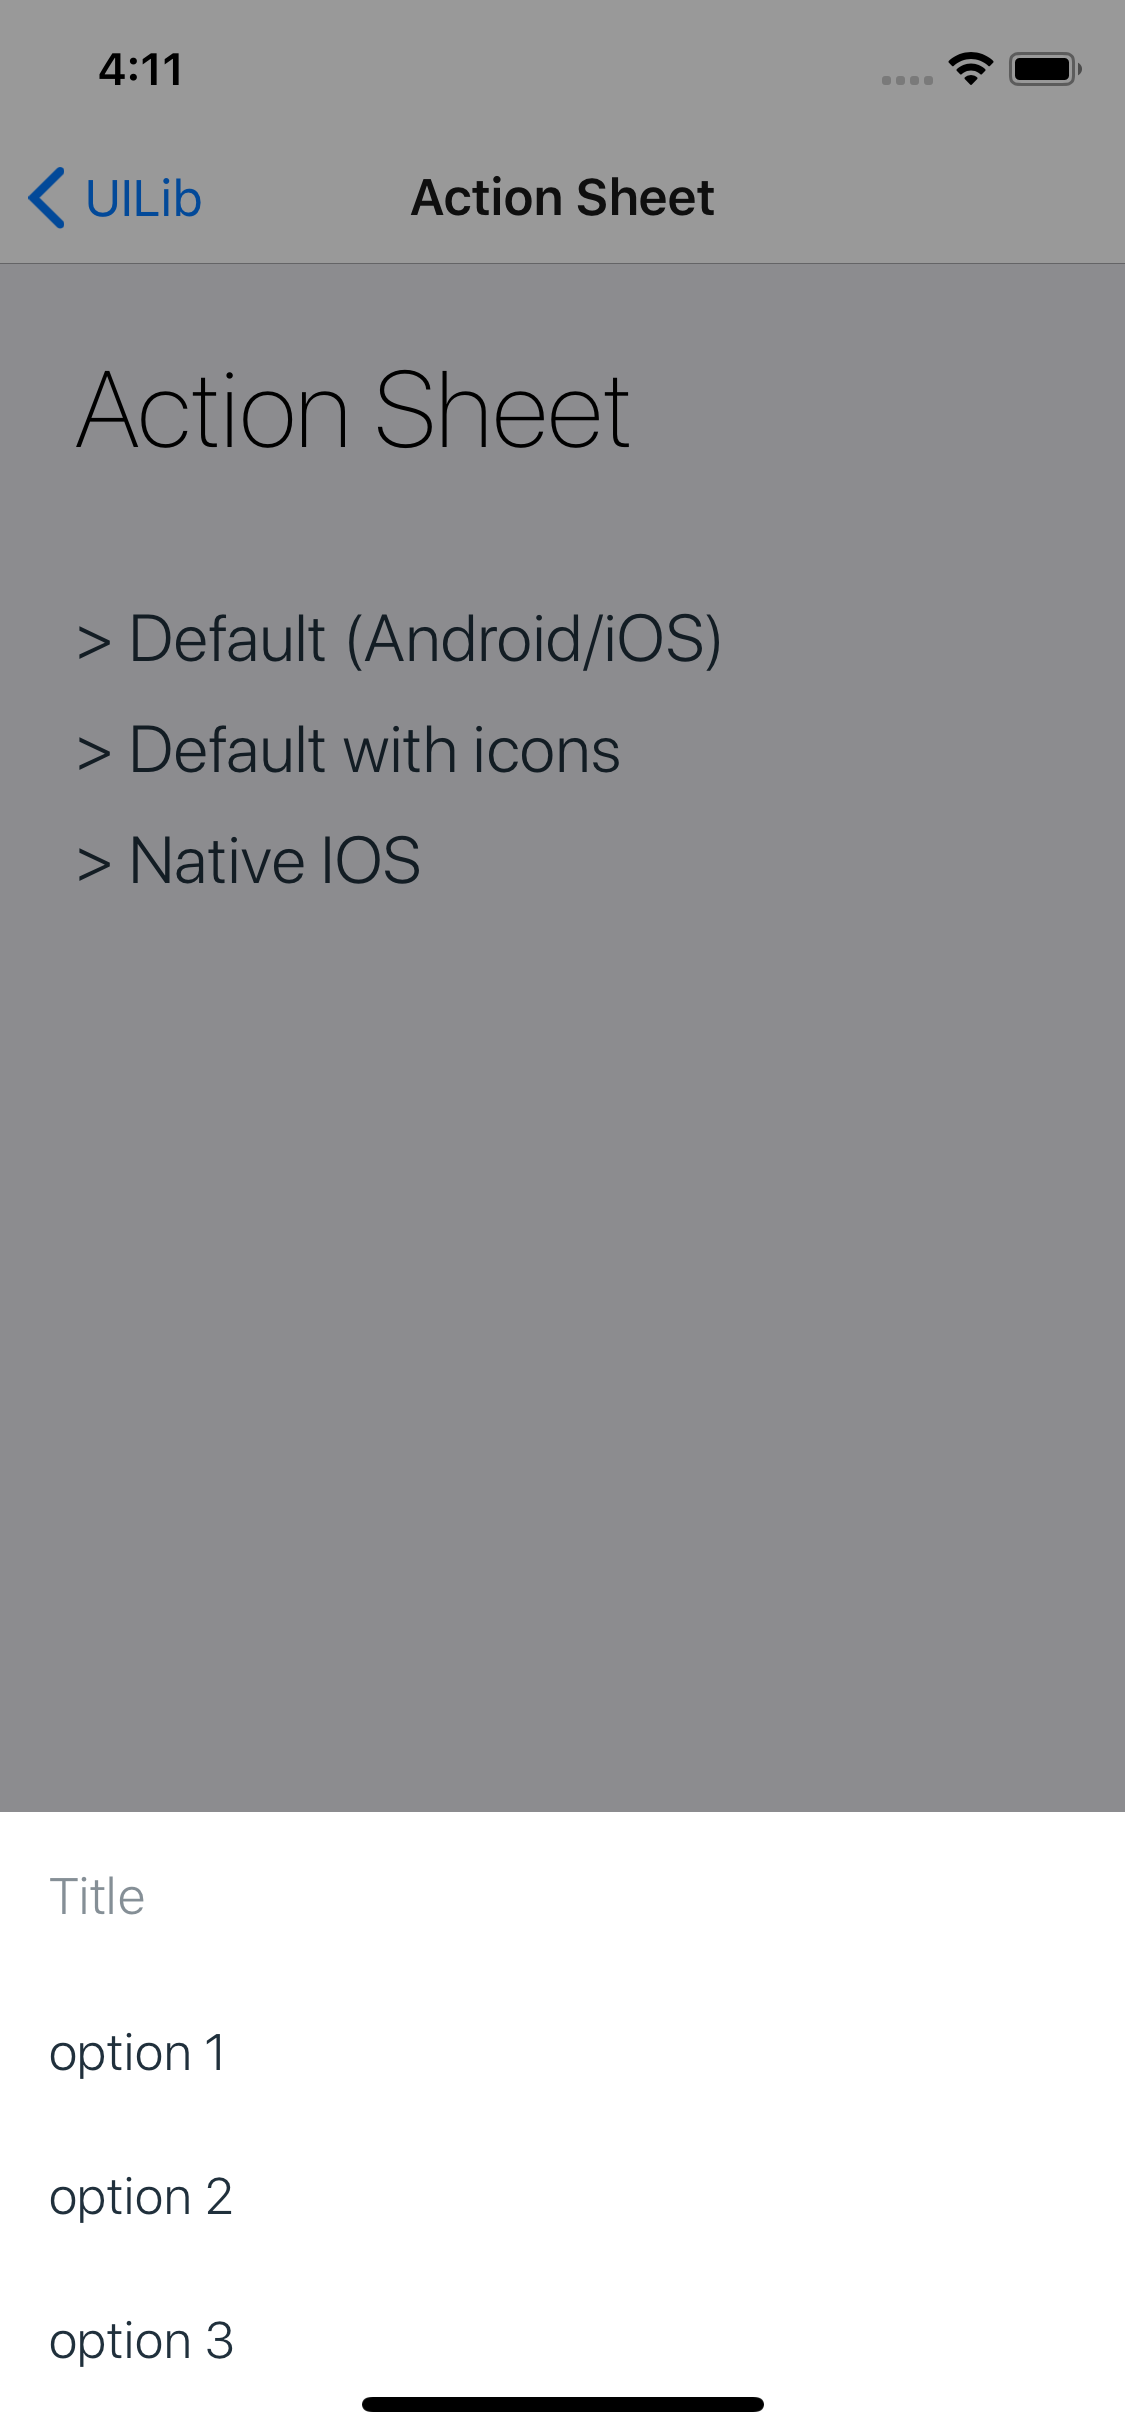 4:11
UILib Action Sheet
Action Sheet
> Default (Android/iOS)
> Default with icons
> Native IOS
Title
option 1
option 2
option 3